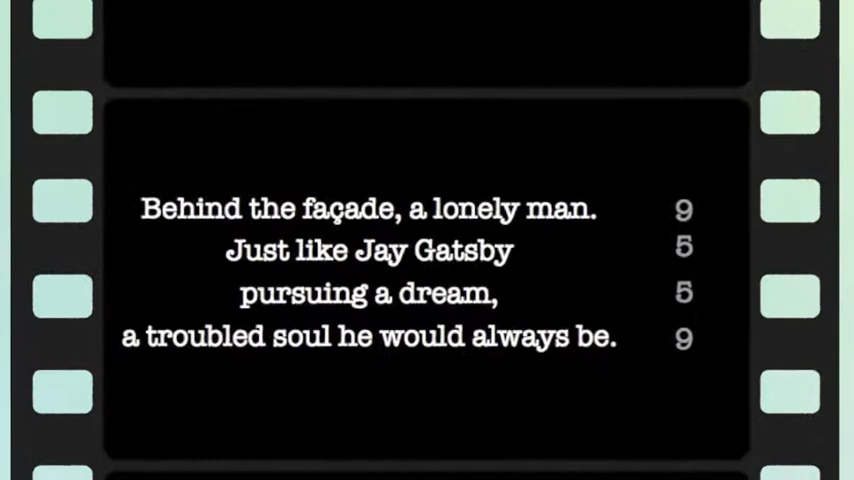 Behind the façade, a lonely man. 9
Just like Jay Gatsby 5
pursuing a dream, 5
a troubled soul he would always be. 9